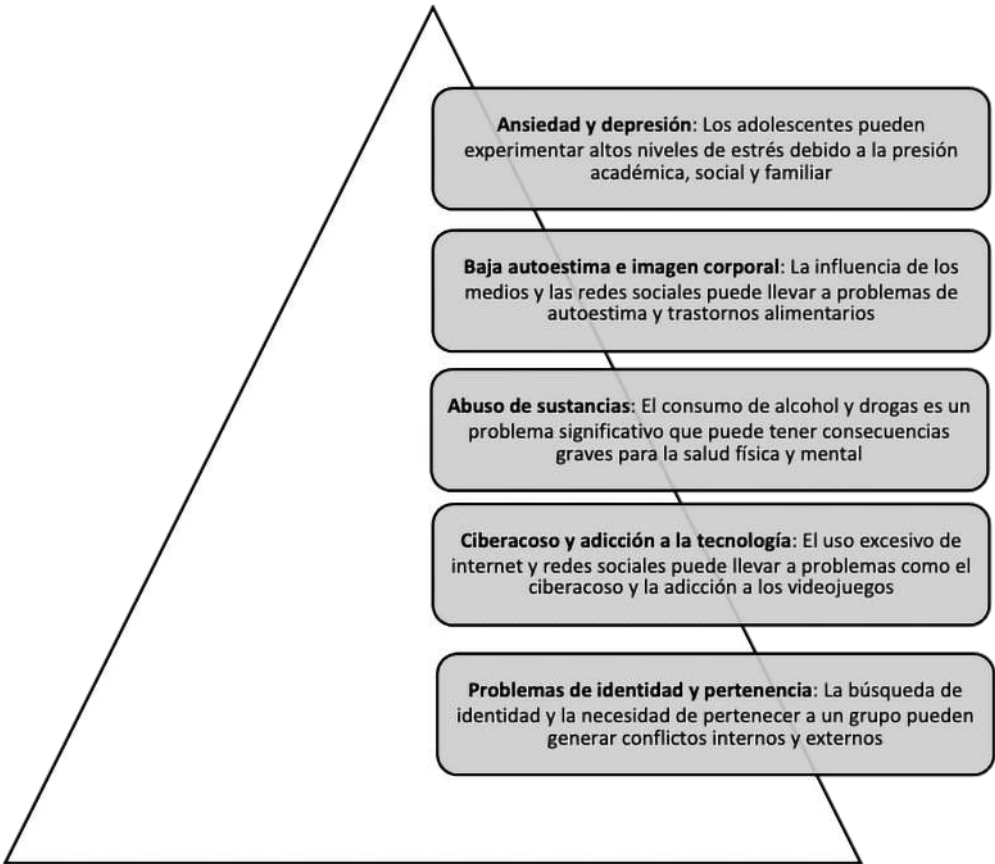 Ansiedad y depresión: Los adolescentes pueden
experimentar altos niveles de estrés debido a la presión
académica, social y familiar
Baja autoestima e imagen corporal: La influencia de los
medios y las redes sociales puede llevar a problemas de
autoestima y trastornos alimentarios
Abuso de sustancias: El consumo de alcohol y drogas es un
problema significativo que puede tener consecuencias
graves para la salud física y mental
Ciberacoso y adicción a la tecnología: El uso excesivo de
internet y redes sociales puede llevar a problemas como el
ciberacoso y la adicción a los videojuegos
Problemas de identidad y pertenencia: La búsqueda de
identidad y la necesidad de pertenecer a un grupo pueden
generar conflictos internos y externos